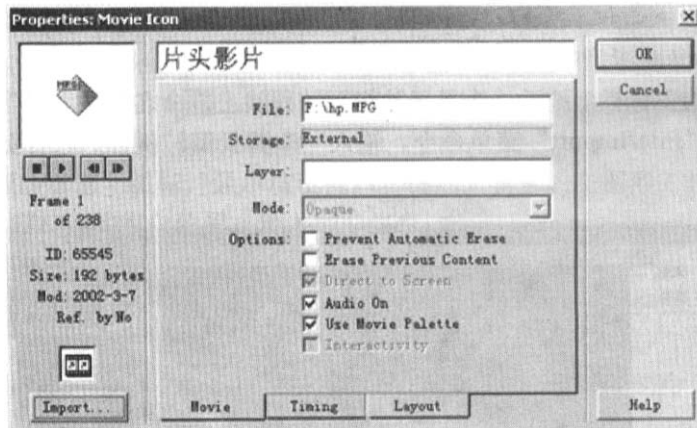 Properties: Movie Icon
片头影片
OK
Cancel
MPEG
File: F:\hp.MPG
Storage: External
Layer:
Mode: Opaque
Options: Prevent Automatic Erase
Erase Previous Content
Direct to Screen
Audio On
Use Movie Palette
Interactivity
Frame 1
of 238
ID: 65545
Size: 192 bytes
Mod: 2002-3-7
Ref. by No
Import...
Movie
Timing
Layout
Help